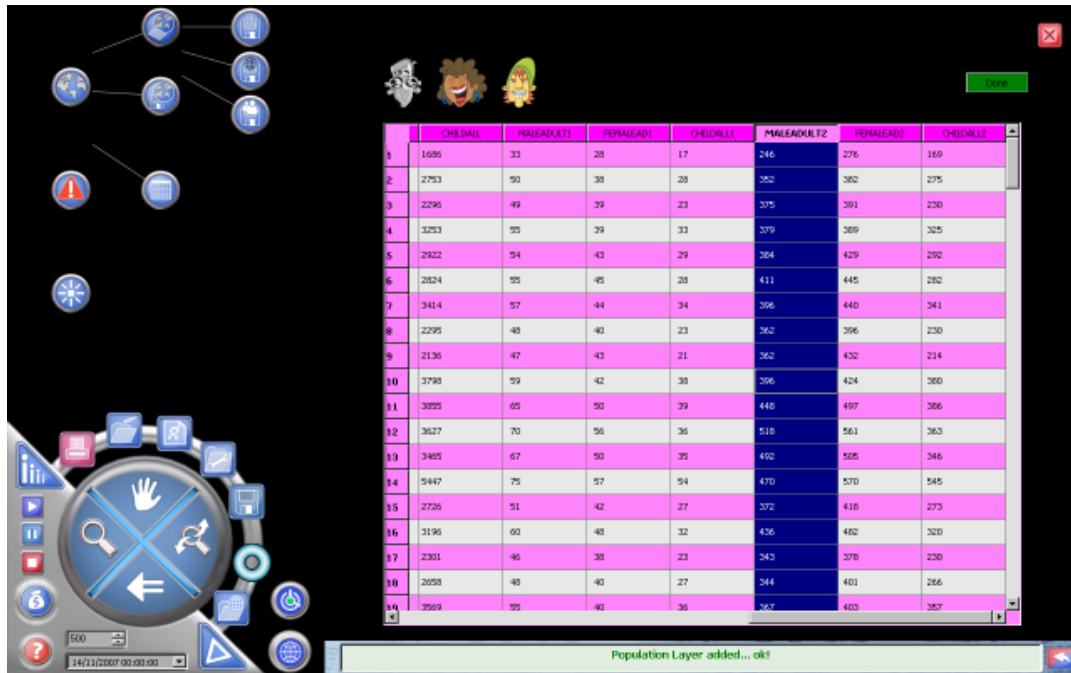 Done
CHILDALL MALEADULT1 FEMALEAD1 CHILDALL1 MALEADULT2 FEMALEAD2 CHILDALL2
1 1686 33 28 17 246 276 169
2 2753 50 38 28 352 382 275
3 2296 49 39 23 375 391 230
4 3253 55 39 33 379 389 325
5 2922 54 43 29 384 429 292
6 2824 55 45 28 411 445 282
7 3414 57 44 34 396 440 341
8 2295 48 40 23 362 396 230
9 2136 47 43 21 362 432 214
10 3798 59 42 38 396 424 380
11 3855 65 50 39 448 497 386
12 3627 70 56 36 518 561 363
13 3465 67 50 35 492 505 346
14 5447 75 57 54 470 570 545
15 2726 51 42 27 372 418 273
16 3196 60 48 32 436 482 320
17 2301 46 38 23 343 378 230
18 2658 48 40 27 344 401 266
19 3569 55 40 36 367 403 357
500
14/11/2007 00:00:00
Population Layer added... ok!